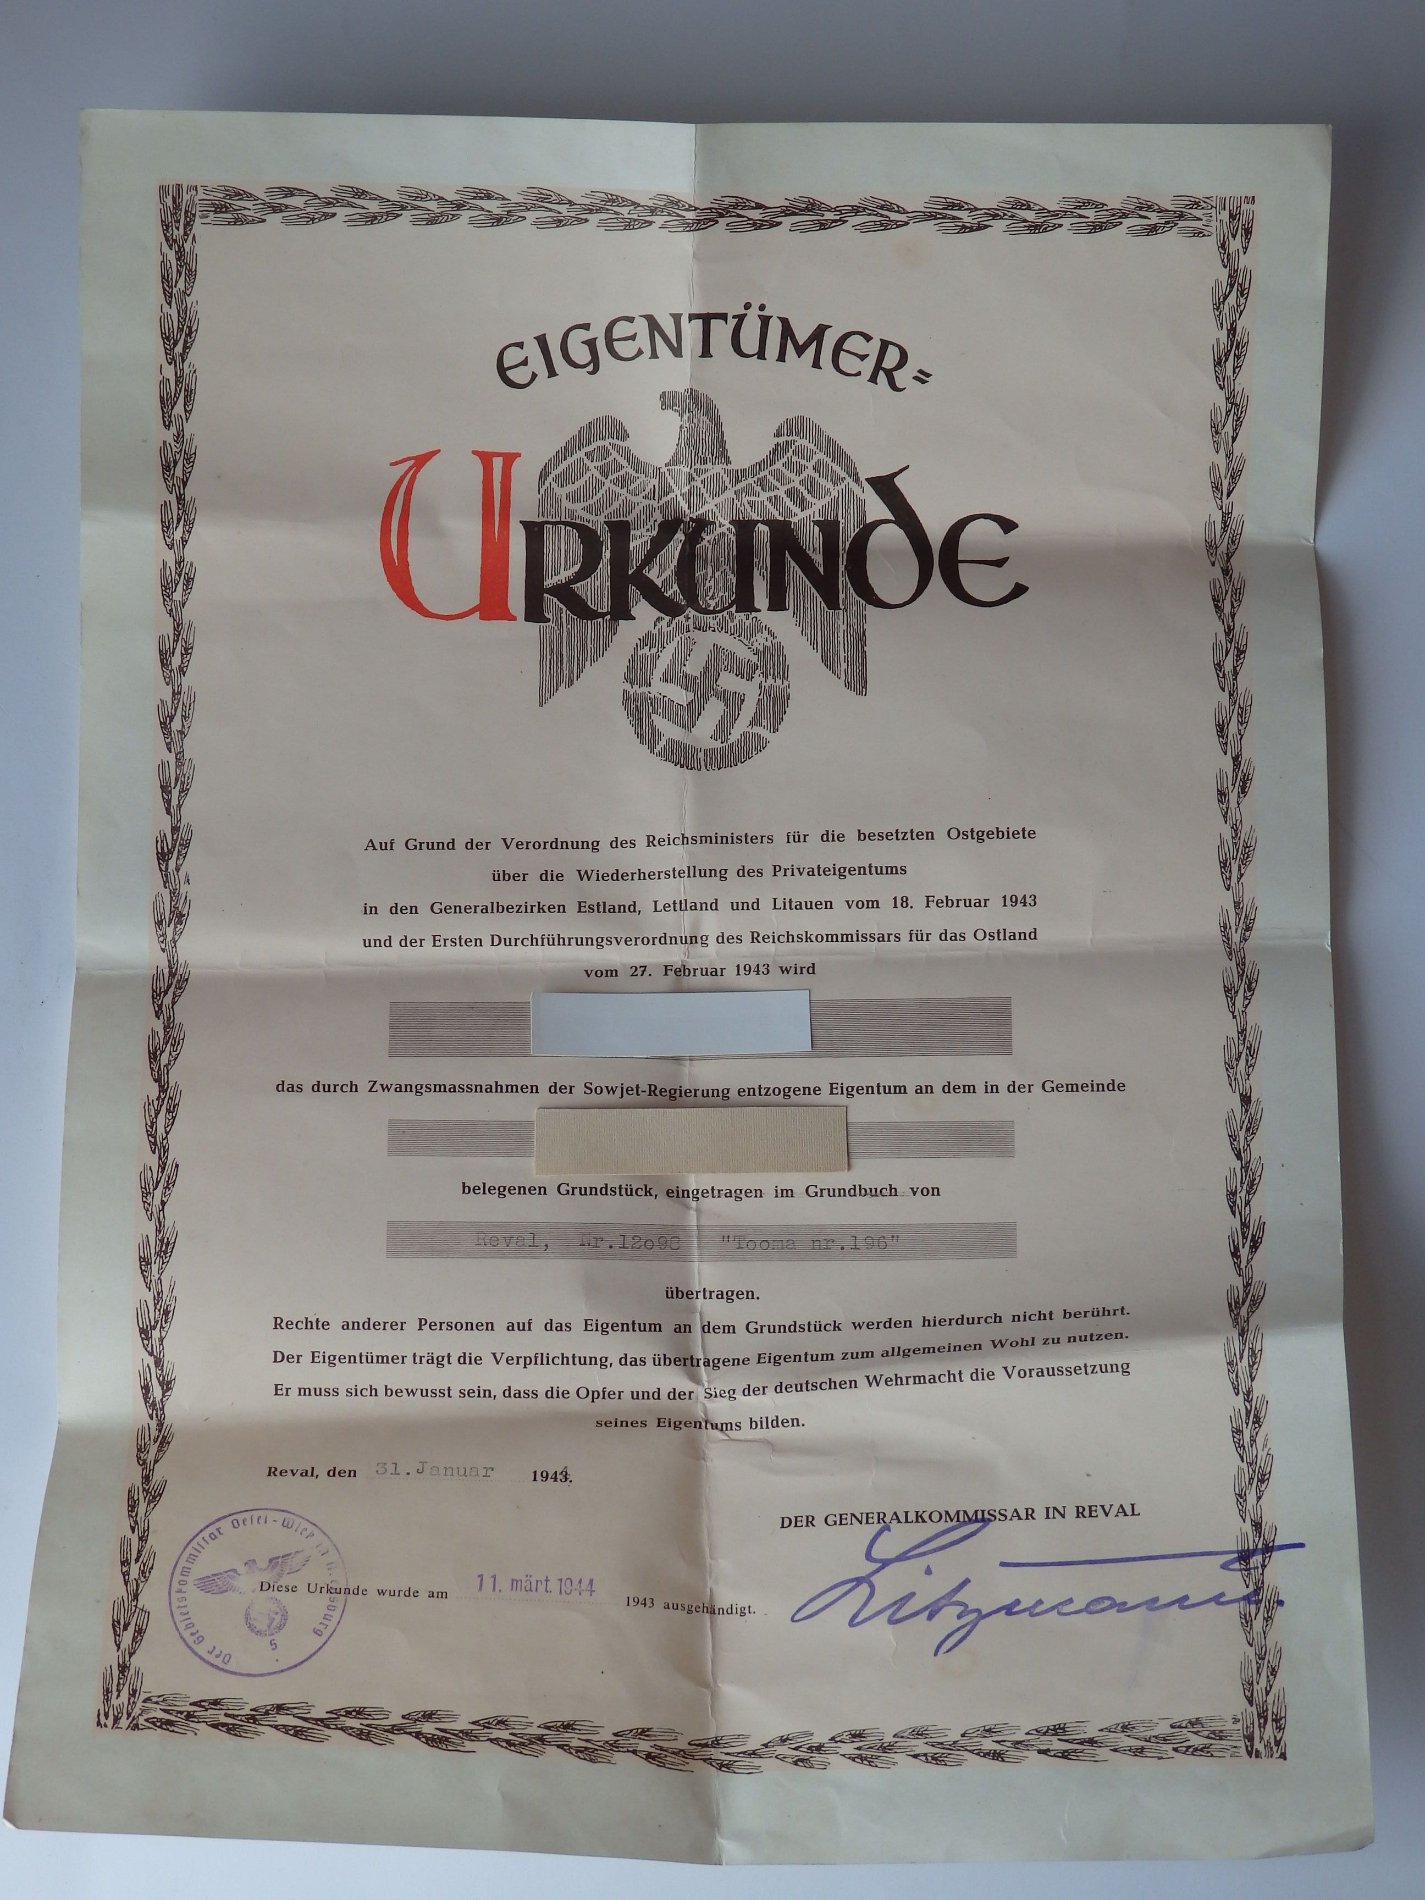 EIGENTÜMER=
URKUNDE
Auf Grund der Verordnung des Reichsministers für die besetzten Ostgebiete
über die Wiederherstellung des Privateigentums
in den Generalbezirken Estland, Lettland und Litauen vom 18. Februar 1943
und der Ersten Durchführungsverordnung des Reichskommissars für das Ostland
vom 27. Februar 1943 wird
das durch Zwangsmassnahmen der Sowjet-Regierung entzogene Eigentum an dem in der Gemeinde
belegenen Grundstück, eingetragen im Grundbuch von
Reval, Nr.12o98 "Tooma nr.196"
übertragen.
Rechte anderer Personen auf das Eigentum an dem Grundstück werden hierdurch nicht berührt.
Der Eigentümer trägt die Verpflichtung, das übertragene Eigentum zum allgemeinen Wohl zu nutzen.
Er muss sich bewusst sein, dass die Opfer und der Sieg der deutschen Wehrmacht die Voraussetzung
seines Eigentums bilden.
Reval, den 31.Januar 1944.
DER GENERALKOMMISSAR IN REVAL
Litzmann
Der Gebietskommissar Oesel-Wiek in
5
Diese Urkunde wurde am 11. märt. 1944 1943 ausgehändigt.